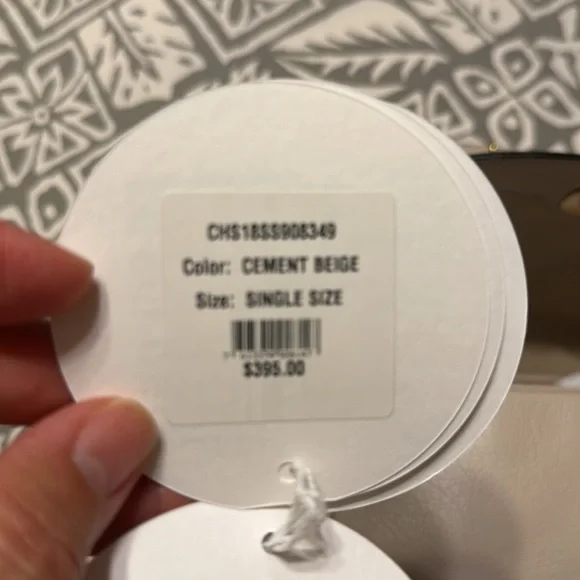 CHS18SS908349
Color: CEMENT BEIGE
Size: SINGLE SIZE
$395.00